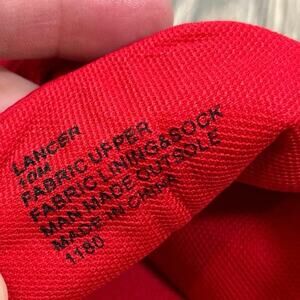 LANCER
10M
FABRIC UPPER
FABRIC LINING&SOCK
MAN MADE OUTSOLE
MADE IN CHINA
1180